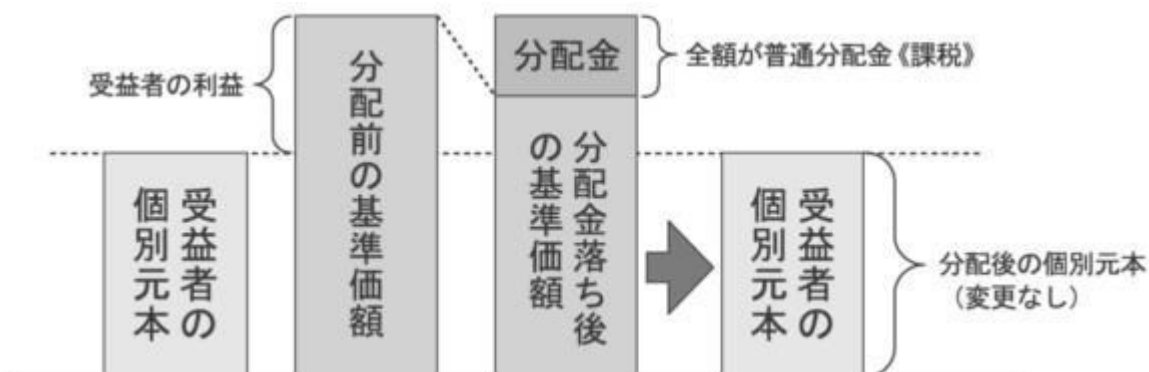 受益者の利益
受益者の
個別元本
分配前の基準価額
分配金
全額が普通分配金《課税》
分配金落ち後
の基準価額
受益者の
個別元本
分配後の個別元本
（変更なし）